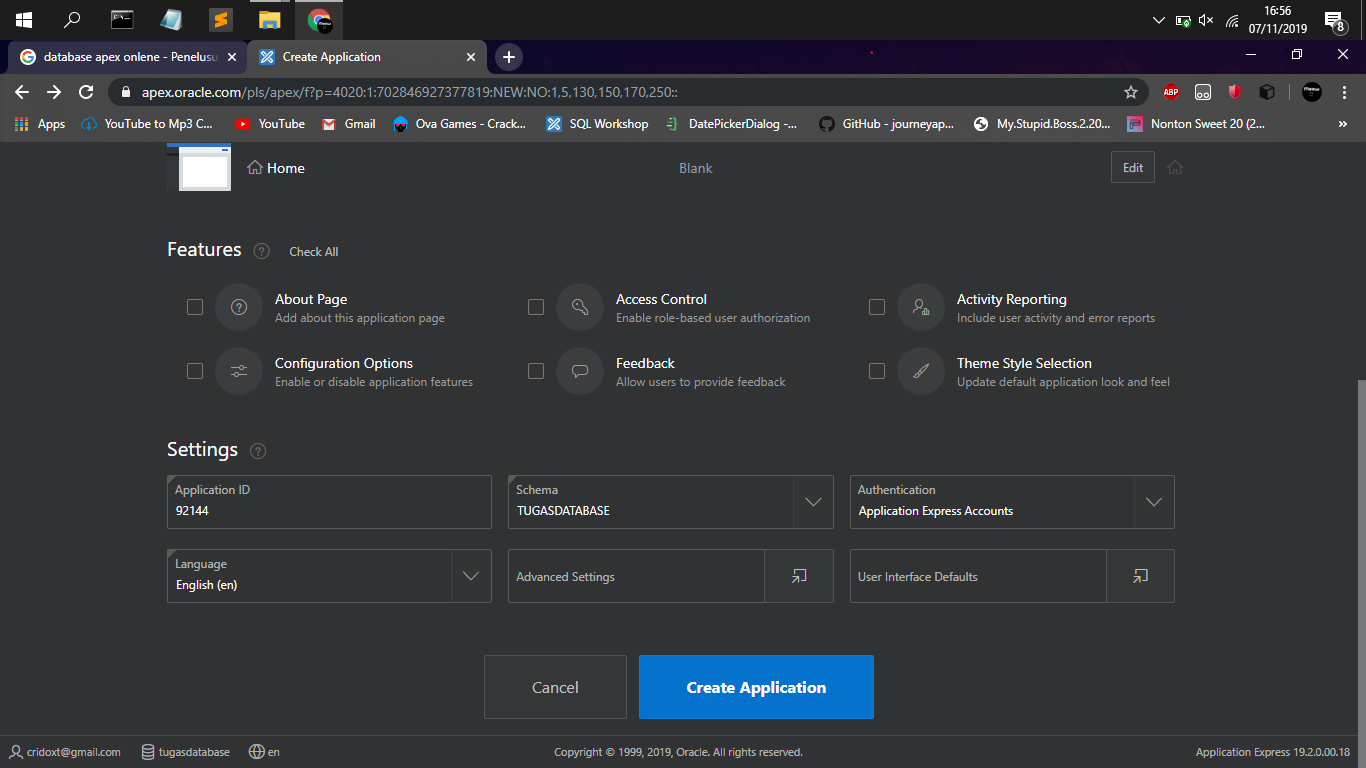 16:56
07/11/2019
8
database apex onlene - Penelusu
Create Application
apex.oracle.com/pls/apex/f?p=4020:1:702846927377819:NEW:NO:1,5,130,150,170,250::
ABP
Apps
YouTube to Mp3 C...
YouTube
Gmail
Ova Games - Crack...
SQL Workshop
DatePickerDialog -...
GitHub - journeyap...
My.Stupid.Boss.2.20...
Nonton Sweet 20 (2...
»
Home
Blank
Edit
Features ?
Check All
About Page
Add about this application page
Access Control
Enable role-based user authorization
Activity Reporting
Include user activity and error reports
Configuration Options
Enable or disable application features
Feedback
Allow users to provide feedback
Theme Style Selection
Update default application look and feel
Settings ?
Application ID
92144
Schema
TUGASDATABASE
Authentication
Application Express Accounts
Language
English (en)
Advanced Settings
User Interface Defaults
Cancel
Create Application
cridoxt@gmail.com
tugasdatabase
en
Copyright © 1999, 2019, Oracle. All rights reserved.
Application Express 19.2.0.00.18